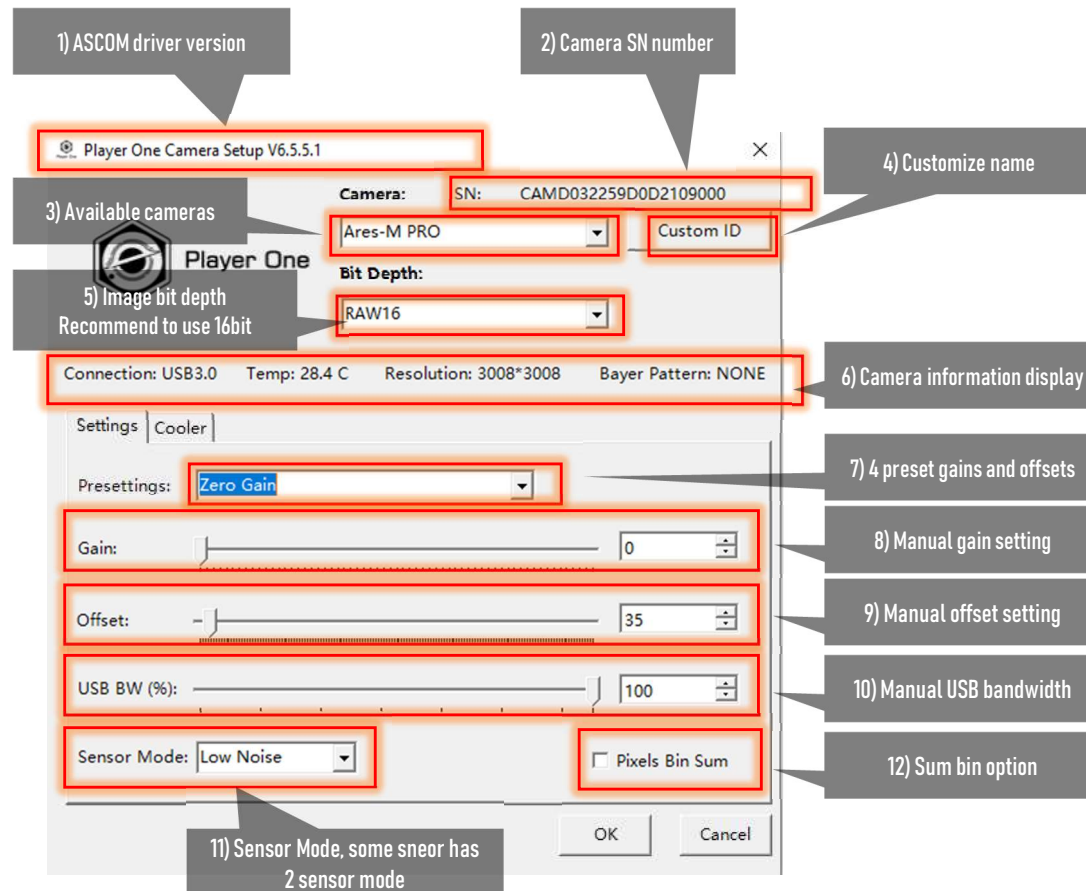 1) ASCOM driver version
2) Camera SN number
Player One Camera Setup V6.5.5.1
4) Customize name
Camera: SN: CAMD032259D0D2109000
3) Available cameras
Ares-M PRO Custom ID
Player One
Bit Depth:
5) Image bit depth
Recommend to use 16bit
RAW16
Connection: USB3.0 Temp: 28.4 C Resolution: 3008*3008 Bayer Pattern: NONE
6) Camera information display
Settings Cooler
7) 4 preset gains and offsets
Presettings: Zero Gain
8) Manual gain setting
Gain: 0
9) Manual offset setting
Offset: 35
10) Manual USB bandwidth
USB BW (%): 100
Sensor Mode: Low Noise Pixels Bin Sum
12) Sum bin option
OK Cancel
11) Sensor Mode, some sneor has
2 sensor mode